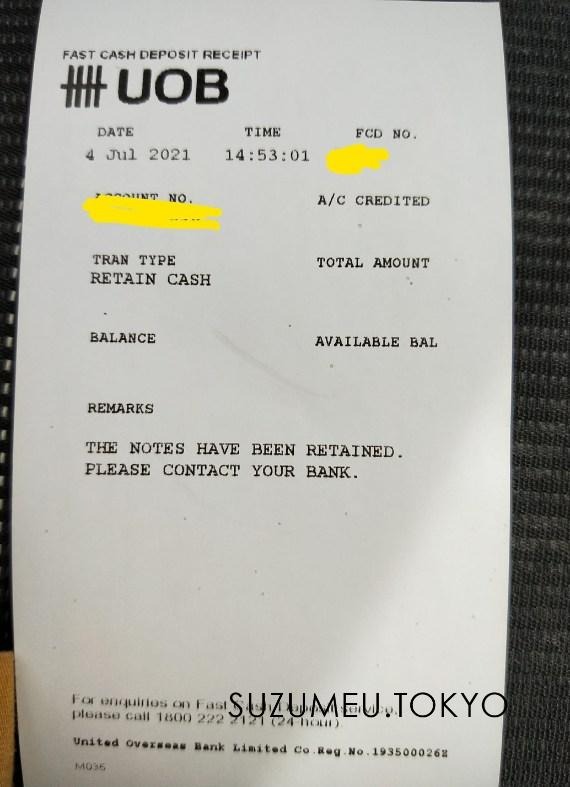 FAST CASH DEPOSIT RECEIPT
UOB
DATE TIME FCD NO.
4 Jul 2021 14:53:01
ACCOUNT NO. A/C CREDITED
TRAN TYPE TOTAL AMOUNT
RETAIN CASH
BALANCE AVAILABLE BAL
REMARKS
THE NOTES HAVE BEEN RETAINED.
PLEASE CONTACT YOUR BANK.
For enquiries on Fast Cash Deposit service,
please call 1800 222 2121 (24-hour).
SUZUMEU.TOKYO
United Overseas Bank Limited Co.Reg.No.193500026Z
M035